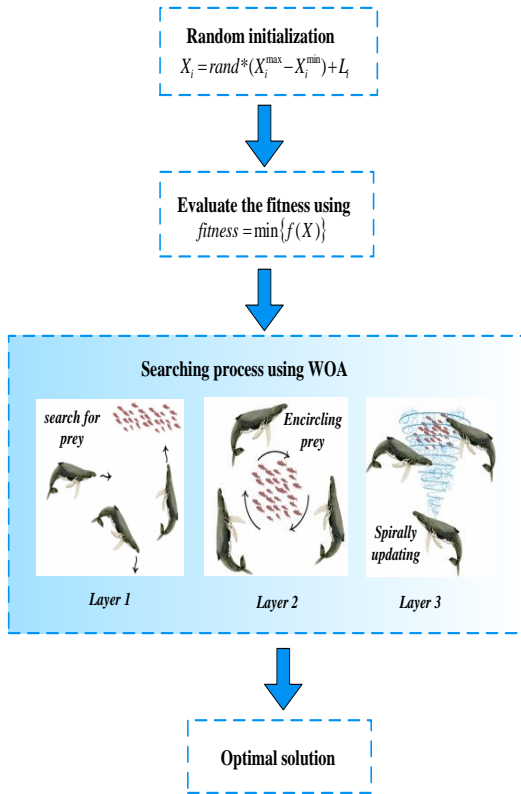 Random initialization
X_i = rand*(X_i^max − X_i^min) + L_i
Evaluate the fitness using
fitness = min{f(X)}
Searching process using WOA
search for
prey
Encircling
prey
Spirally
updating
Layer 1
Layer 2
Layer 3
Optimal solution